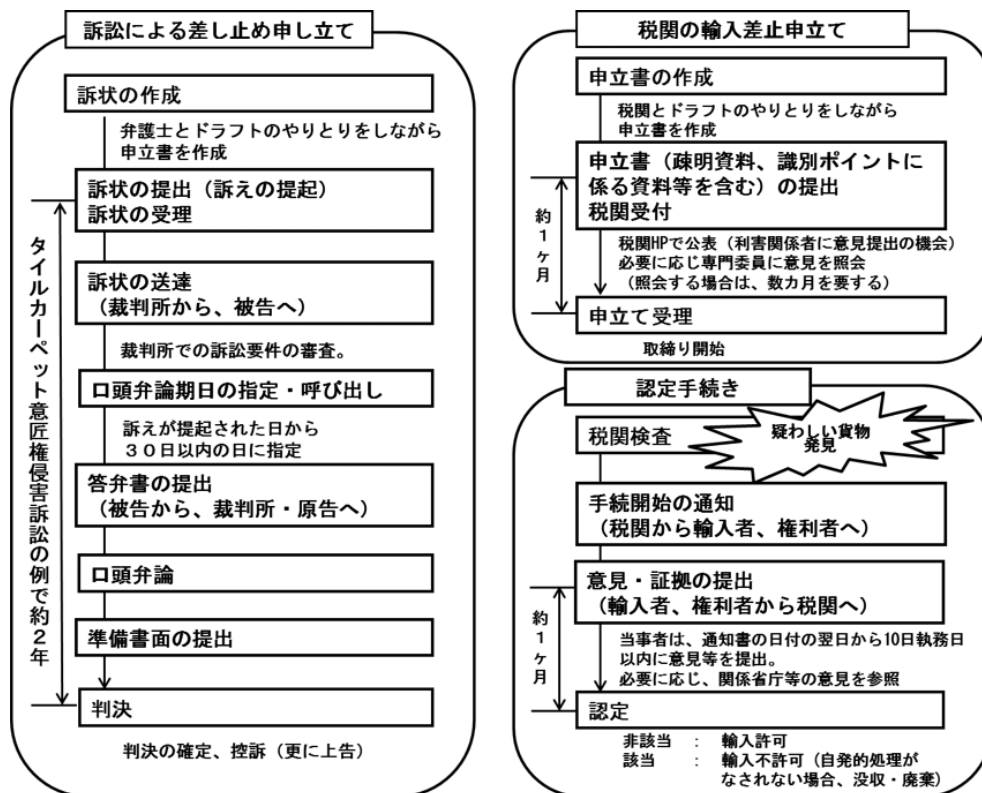 訴訟による差し止め申し立て
訴状の作成
弁護士とドラフトのやりとりをしながら
申立書を作成
訴状の提出（訴えの提起）
訴状の受理
訴状の送達
（裁判所から、被告へ）
裁判所での訴訟要件の審査。
口頭弁論期日の指定・呼び出し
訴えが提起された日から
３０日以内の日に指定
答弁書の提出
（被告から、裁判所・原告へ）
口頭弁論
準備書面の提出
判決
判決の確定、控訴（更に上告）
タイルカーペット意匠権侵害訴訟の例で約２年
税関の輸入差止申立て
申立書の作成
税関とドラフトのやりとりをしながら
申立書を作成
申立書（疎明資料、識別ポイントに
係る資料等を含む）の提出
税関受付
税関HPで公表（利害関係者に意見提出の機会）
必要に応じ専門委員に意見を照会
（照会する場合は、数カ月を要する）
申立て受理
取締り開始
約１ヶ月
認定手続き
税関検査
疑わしい貨物
発見
手続開始の通知
（税関から輸入者、権利者へ）
意見・証拠の提出
（輸入者、権利者から税関へ）
当事者は、通知書の日付の翌日から10日執務日
以内に意見等を提出。
必要に応じ、関係省庁等の意見を参照
認定
約１ヶ月
非該当　：　輸入許可
該当　：　輸入不許可（自発的処理が
なされない場合、没収・廃棄）